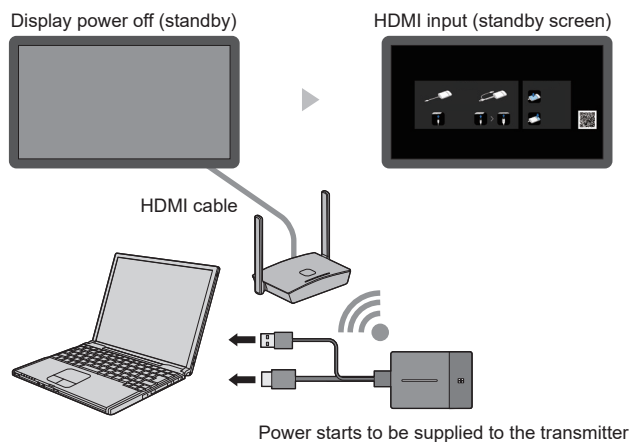 Display power off (standby)
HDMI input (standby screen)
HDMI cable
Power starts to be supplied to the transmitter